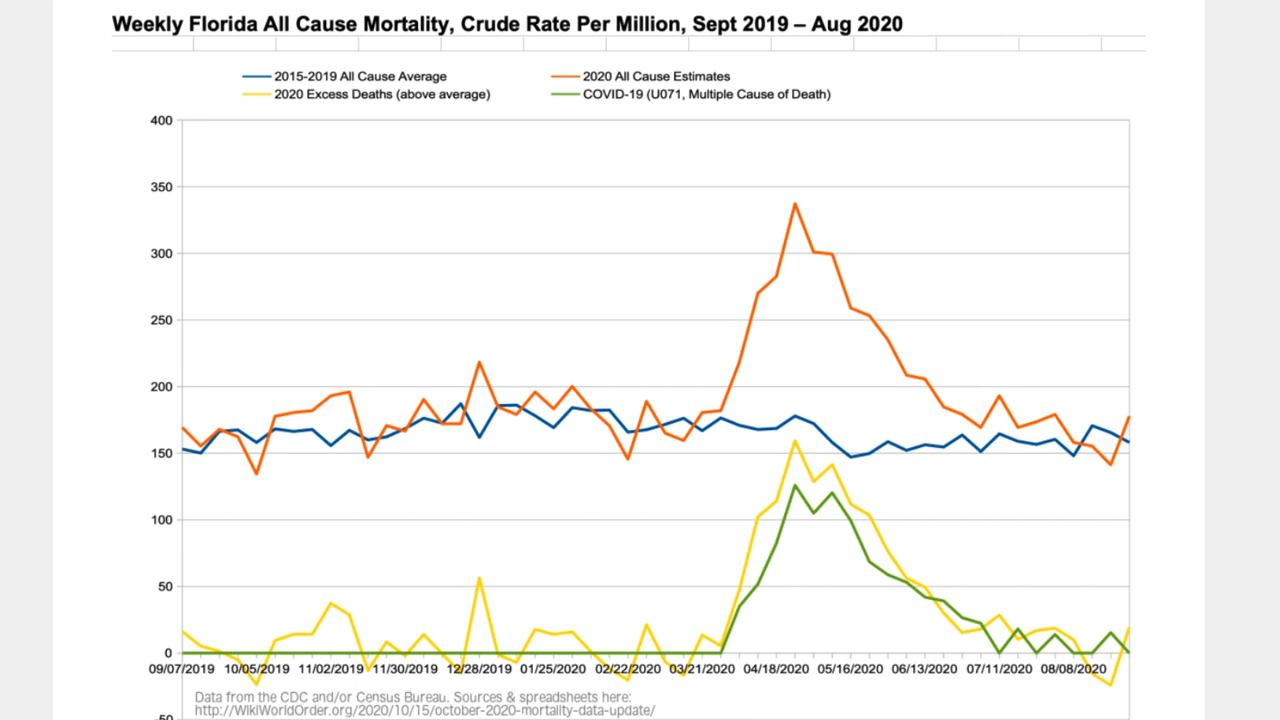 Weekly Florida All Cause Mortality, Crude Rate Per Million, Sept 2019 – Aug 2020
2015-2019 All Cause Average
2020 All Cause Estimates
2020 Excess Deaths (above average)
COVID-19 (U071, Multiple Cause of Death)
400
350
300
250
200
150
100
50
0
09/07/2019 10/05/2019 11/02/2019 11/30/2019 12/28/2019 01/25/2020 02/22/2020 03/21/2020 04/18/2020 05/16/2020 06/13/2020 07/11/2020 08/08/2020
Data from the CDC and/or Census Bureau. Sources & spreadsheets here:
http://WikiWorldOrder.org/2020/10/15/october-2020-mortality-data-update/
-50